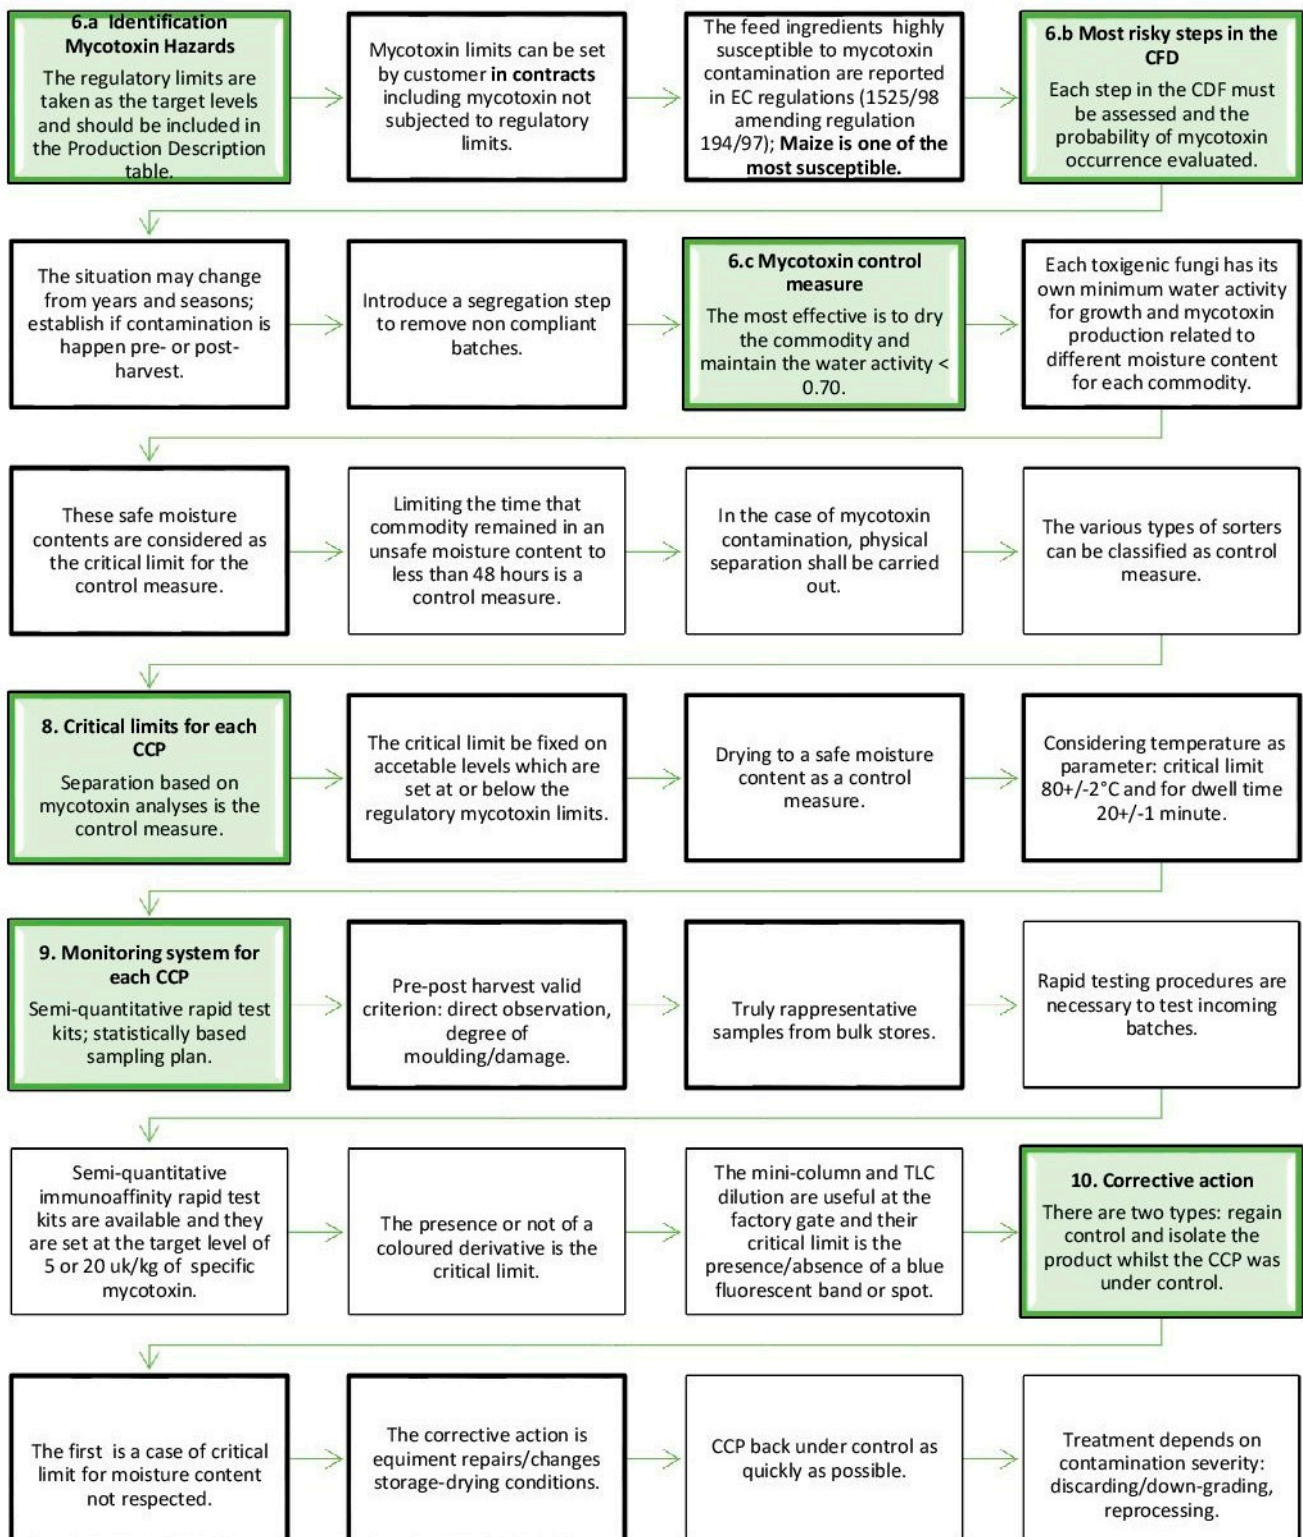 6.a Identification
Mycotoxin Hazards
The regulatory limits are
taken as the target levels
and should be included in
the Production Description
table.
Mycotoxin limits can be set
by customer in contracts
including mycotoxin not
subjected to regulatory
limits.
The feed ingredients highly
susceptible to mycotoxin
contamination are reported
in EC regulations (1525/98
amending regulation
194/97); Maize is one of the
most susceptible.
6.b Most risky steps in the
CFD
Each step in the CDF must
be assessed and the
probability of mycotoxin
occurrence evaluated.
The situation may change
from years and seasons;
establish if contamination is
happen pre- or post-
harvest.
Introduce a segregation step
to remove non compliant
batches.
6.c Mycotoxin control
measure
The most effective is to dry
the commodity and
maintain the water activity <
0.70.
Each toxigenic fungi has its
own minimum water activity
for growth and mycotoxin
production related to
different moisture content
for each commodity.
These safe moisture
contents are considered as
the critical limit for the
control measure.
Limiting the time that
commodity remained in an
unsafe moisture content to
less than 48 hours is a
control measure.
In the case of mycotoxin
contamination, physical
separation shall be carried
out.
The various types of sorters
can be classified as control
measure.
8. Critical limits for each
CCP
Separation based on
mycotoxin analyses is the
control measure.
The critical limit be fixed on
accetable levels which are
set at or below the
regulatory mycotoxin limits.
Drying to a safe moisture
content as a control
measure.
Considering temperature as
parameter: critical limit
80+/-2°C and for dwell time
20+/-1 minute.
9. Monitoring system for
each CCP
Semi-quantitative rapid test
kits; statistically based
sampling plan.
Pre-post harvest valid
criterion: direct observation,
degree of
moulding/damage.
Truly rappresentative
samples from bulk stores.
Rapid testing procedures are
necessary to test incoming
batches.
Semi-quantitative
immunoaffinity rapid test
kits are available and they
are set at the target level of
5 or 20 uk/kg of specific
mycotoxin.
The presence or not of a
coloured derivative is the
critical limit.
The mini-column and TLC
dilution are useful at the
factory gate and their
critical limit is the
presence/absence of a blue
fluorescent band or spot.
10. Corrective action
There are two types: regain
control and isolate the
product whilst the CCP was
under control.
The first is a case of critical
limit for moisture content
not respected.
The corrective action is
equiment repairs/changes
storage-drying conditions.
CCP back under control as
quickly as possible.
Treatment depends on
contamination severity:
discarding/down-grading,
reprocessing.